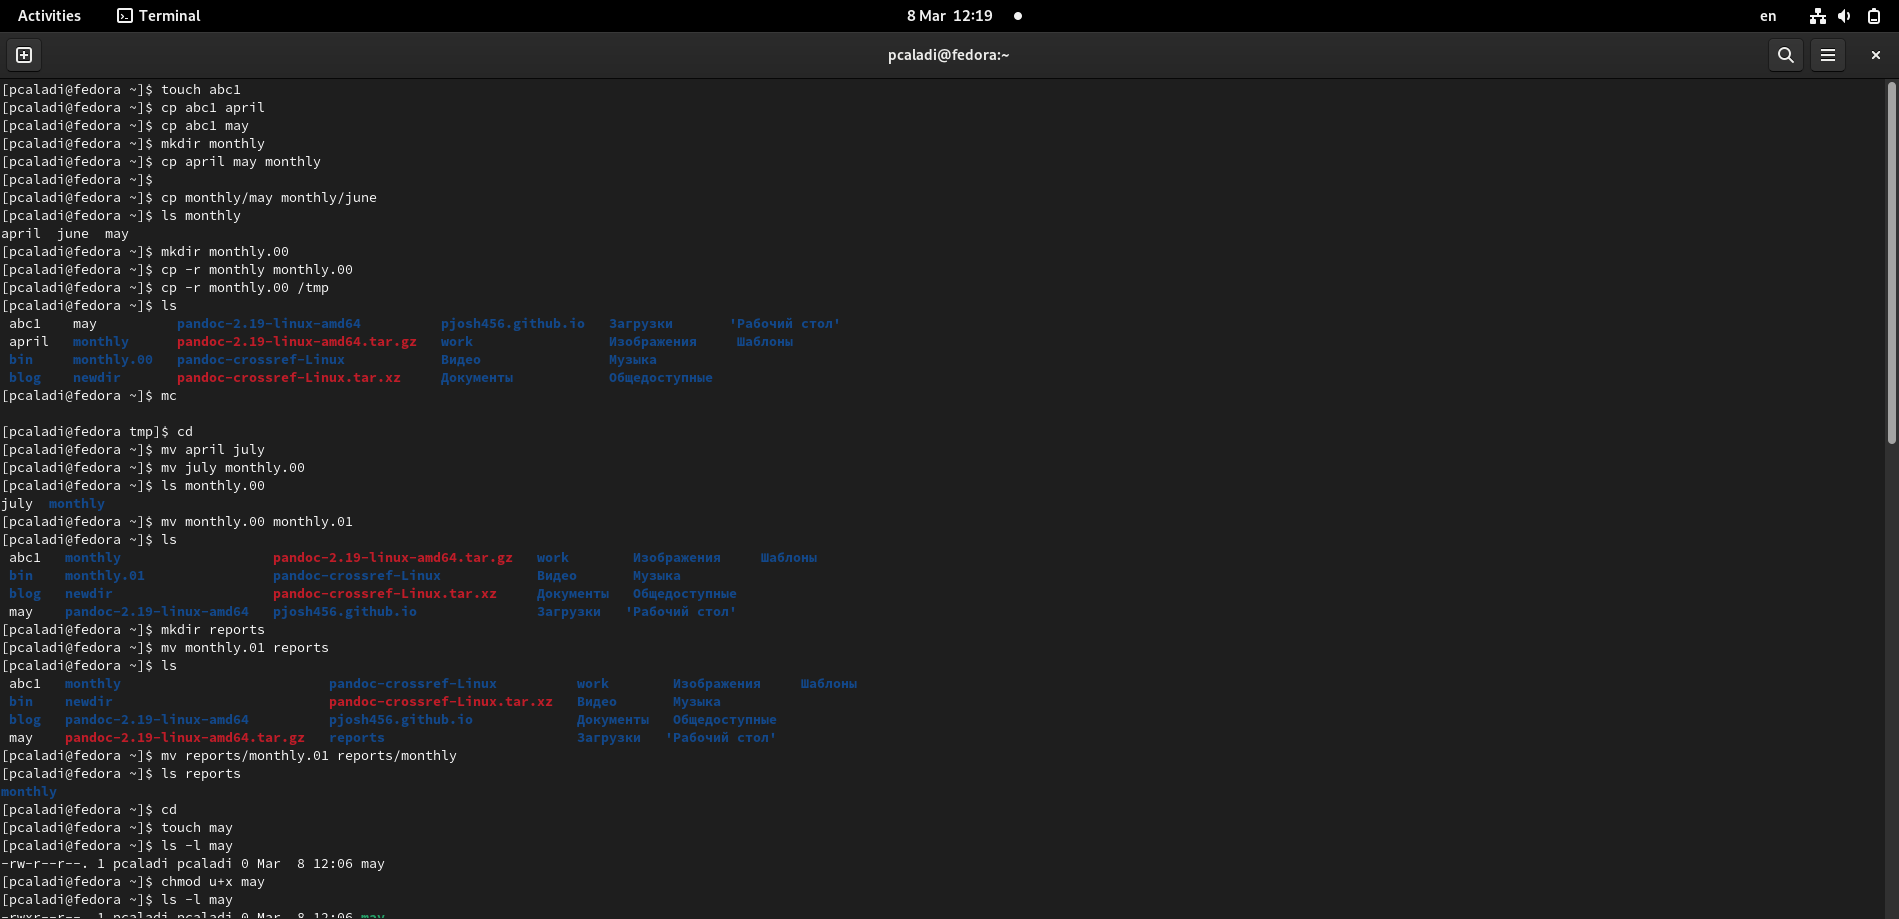 Activities Terminal 8 Mar 12:19 en
pcaladi@fedora:~
[pcaladi@fedora ~]$ touch abc1
[pcaladi@fedora ~]$ cp abc1 april
[pcaladi@fedora ~]$ cp abc1 may
[pcaladi@fedora ~]$ mkdir monthly
[pcaladi@fedora ~]$ cp april may monthly
[pcaladi@fedora ~]$
[pcaladi@fedora ~]$ cp monthly/may monthly/june
[pcaladi@fedora ~]$ ls monthly
april june may
[pcaladi@fedora ~]$ mkdir monthly.00
[pcaladi@fedora ~]$ cp -r monthly monthly.00
[pcaladi@fedora ~]$ cp -r monthly.00 /tmp
[pcaladi@fedora ~]$ ls
abc1 may pandoc-2.19-linux-amd64 pjosh456.github.io Загрузки 'Рабочий стол'
april monthly pandoc-2.19-linux-amd64.tar.gz work Изображения Шаблоны
bin monthly.00 pandoc-crossref-Linux Видео Музыка
blog newdir pandoc-crossref-Linux.tar.xz Документы Общедоступные
[pcaladi@fedora ~]$ mc
[pcaladi@fedora tmp]$ cd
[pcaladi@fedora ~]$ mv april july
[pcaladi@fedora ~]$ mv july monthly.00
[pcaladi@fedora ~]$ ls monthly.00
july monthly
[pcaladi@fedora ~]$ mv monthly.00 monthly.01
[pcaladi@fedora ~]$ ls
abc1 monthly pandoc-2.19-linux-amd64.tar.gz work Изображения Шаблоны
bin monthly.01 pandoc-crossref-Linux Видео Музыка
blog newdir pandoc-crossref-Linux.tar.xz Документы Общедоступные
may pandoc-2.19-linux-amd64 pjosh456.github.io Загрузки 'Рабочий стол'
[pcaladi@fedora ~]$ mkdir reports
[pcaladi@fedora ~]$ mv monthly.01 reports
[pcaladi@fedora ~]$ ls
abc1 monthly pandoc-crossref-Linux work Изображения Шаблоны
bin newdir pandoc-crossref-Linux.tar.xz Видео Музыка
blog pandoc-2.19-linux-amd64 pjosh456.github.io Документы Общедоступные
may pandoc-2.19-linux-amd64.tar.gz reports Загрузки 'Рабочий стол'
[pcaladi@fedora ~]$ mv reports/monthly.01 reports/monthly
[pcaladi@fedora ~]$ ls reports
monthly
[pcaladi@fedora ~]$ cd
[pcaladi@fedora ~]$ touch may
[pcaladi@fedora ~]$ ls -l may
-rw-r--r--. 1 pcaladi pcaladi 0 Mar 8 12:06 may
[pcaladi@fedora ~]$ chmod u+x may
[pcaladi@fedora ~]$ ls -l may
-rwxr--r--. 1 pcaladi pcaladi 0 Mar 8 12:06 may